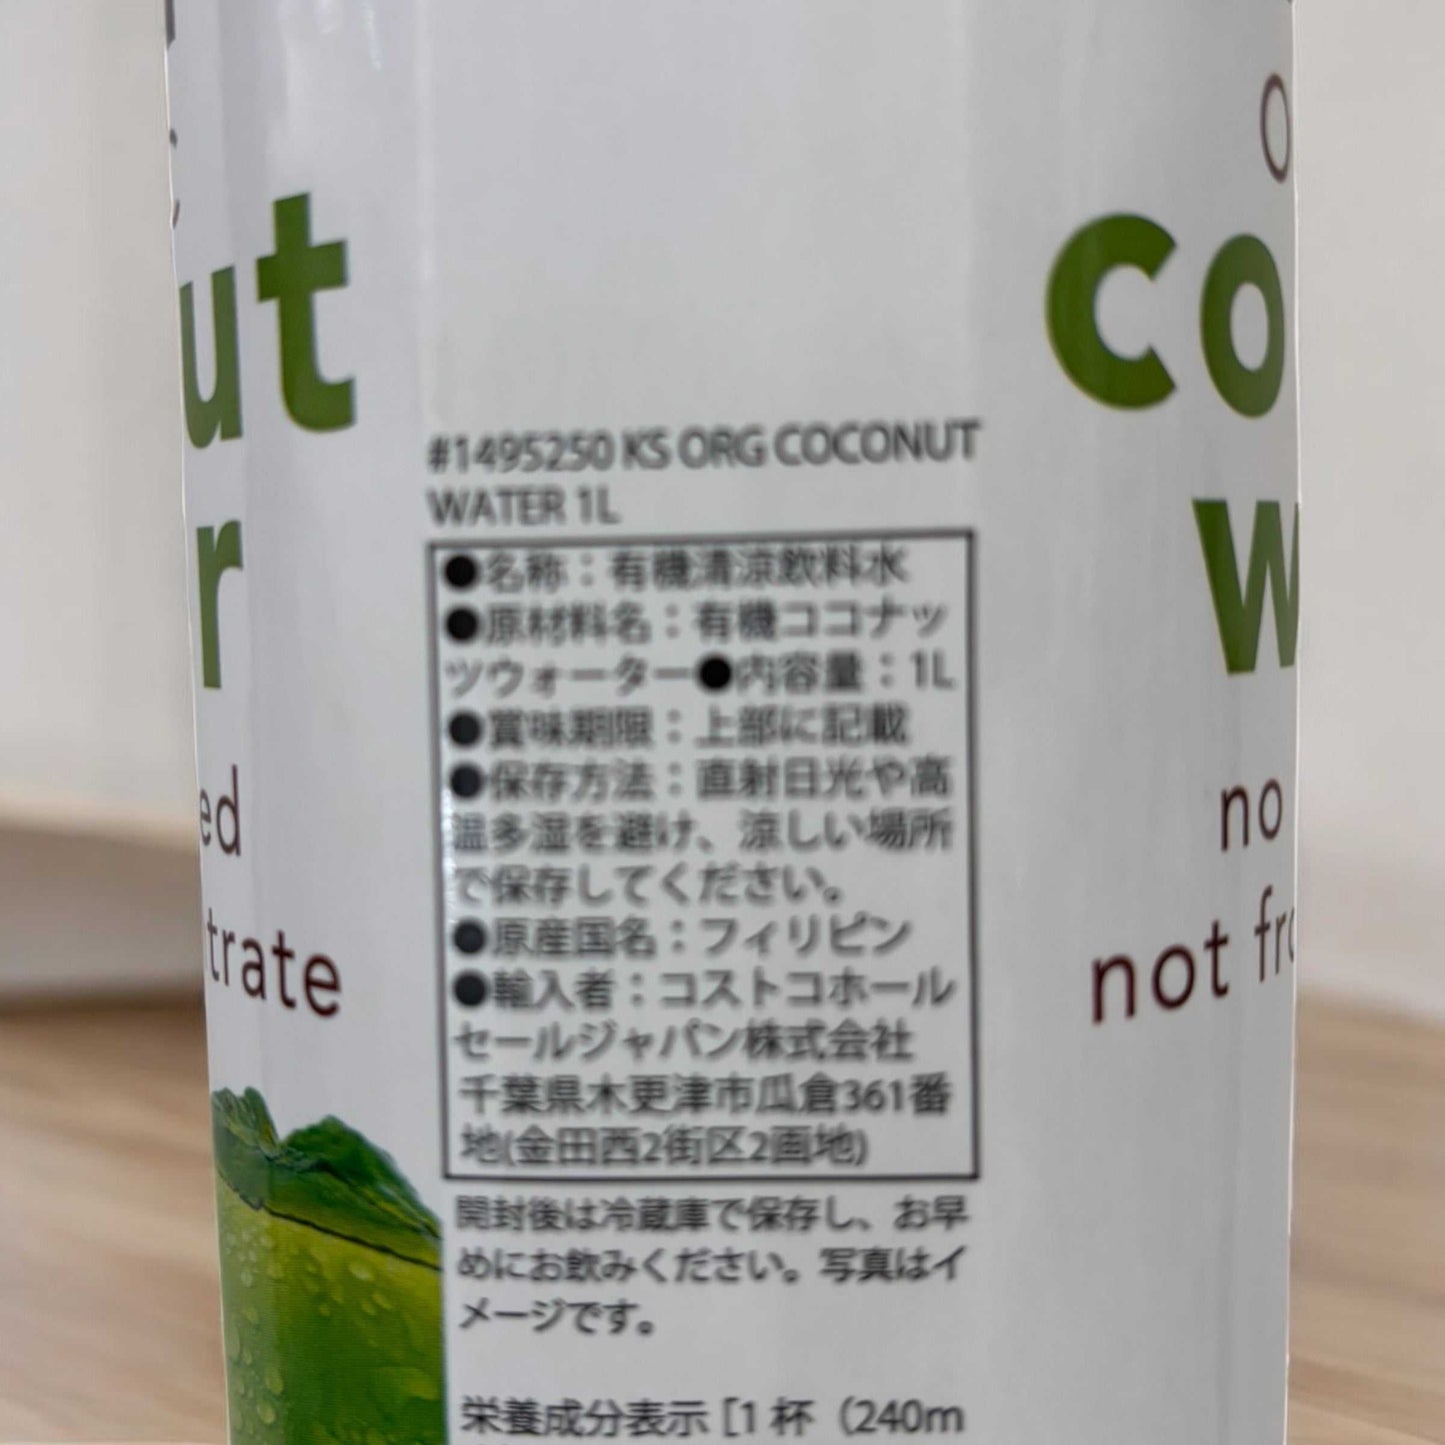 ut
r
ed
trate
#1495250 KS ORG COCONUT
WATER 1L
●名称：有機清涼飲料水
●原材料名：有機ココナッ
ツウォーター●内容量：1L
●賞味期限：上部に記載
●保存方法：直射日光や高
温多湿を避け、涼しい場所
で保存してください。
●原産国名：フィリピン
●輸入者：コストコホール
セールジャパン株式会社
千葉県木更津市瓜倉361番
地(金田西2街区2画地)
開封後は冷蔵庫で保存し、お早
めにお飲みください。写真はイ
メージです。
栄養成分表示 [1 杯（240m
co
w
no
not fro